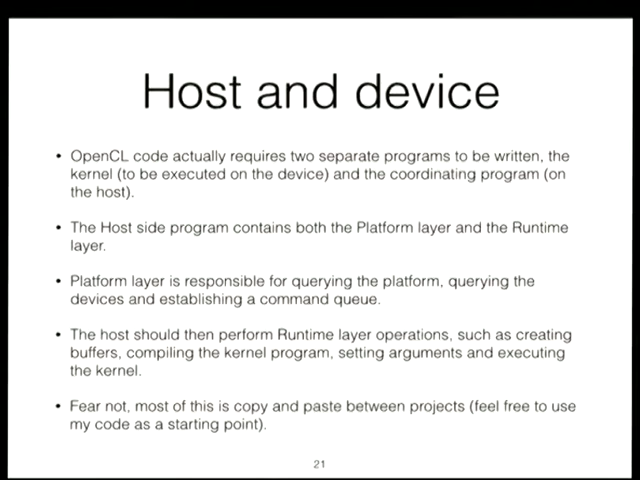 Host and device
• OpenCL code actually requires two separate programs to be written, the
kernel (to be executed on the device) and the coordinating program (on
the host).
• The Host side program contains both the Platform layer and the Runtime
layer.
• Platform layer is responsible for querying the platform, querying the
devices and establishing a command queue.
• The host should then perform Runtime layer operations, such as creating
buffers, compiling the kernel program, setting arguments and executing
the kernel.
• Fear not, most of this is copy and paste between projects (feel free to use
my code as a starting point).
21